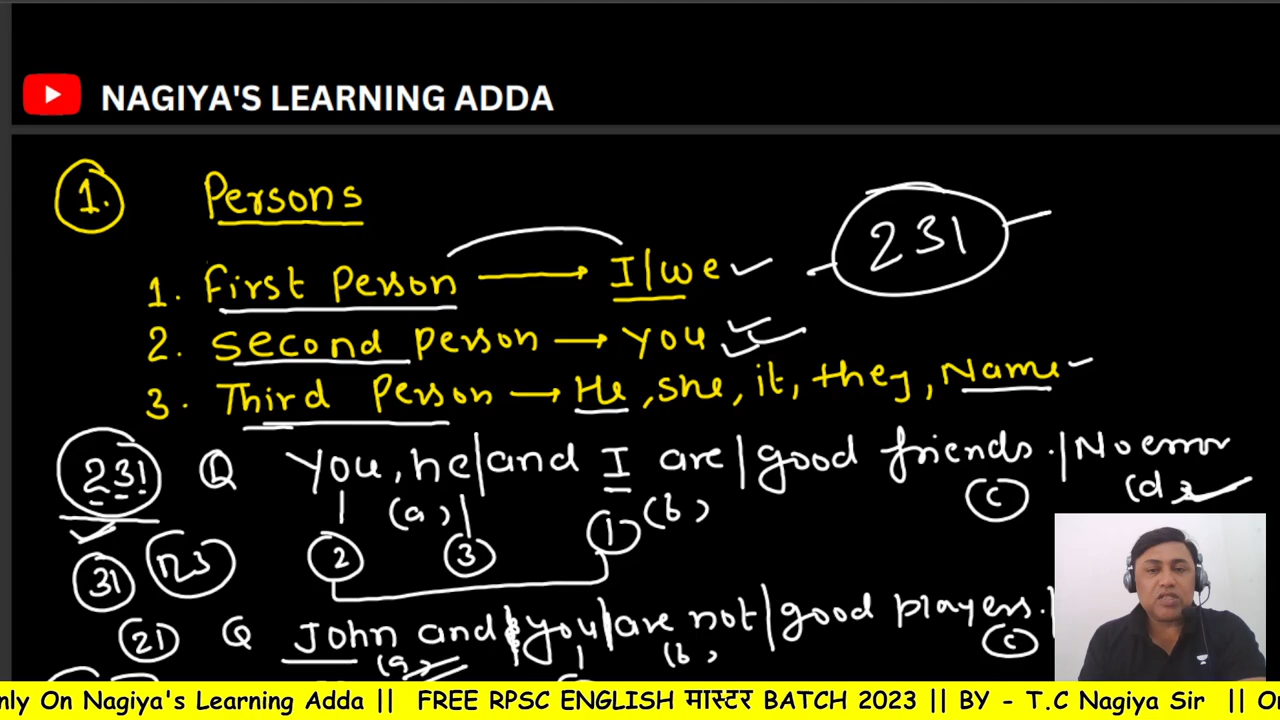 NAGIYA'S LEARNING ADDA
1. Persons
231
1. First Person → I/we
2. Second person → you
3. Third Person → He, she, it, they, Name
231 Q You, he/and I are/good friends./No error
(a) (b) (c) (d)
2 3 1
31 123
21 Q John and/you/are not/good players./
(a) (b) (c)
nly On Nagiya's Learning Adda || FREE RPSC ENGLISH मास्टर BATCH 2023 || BY - T.C Nagiya Sir || O